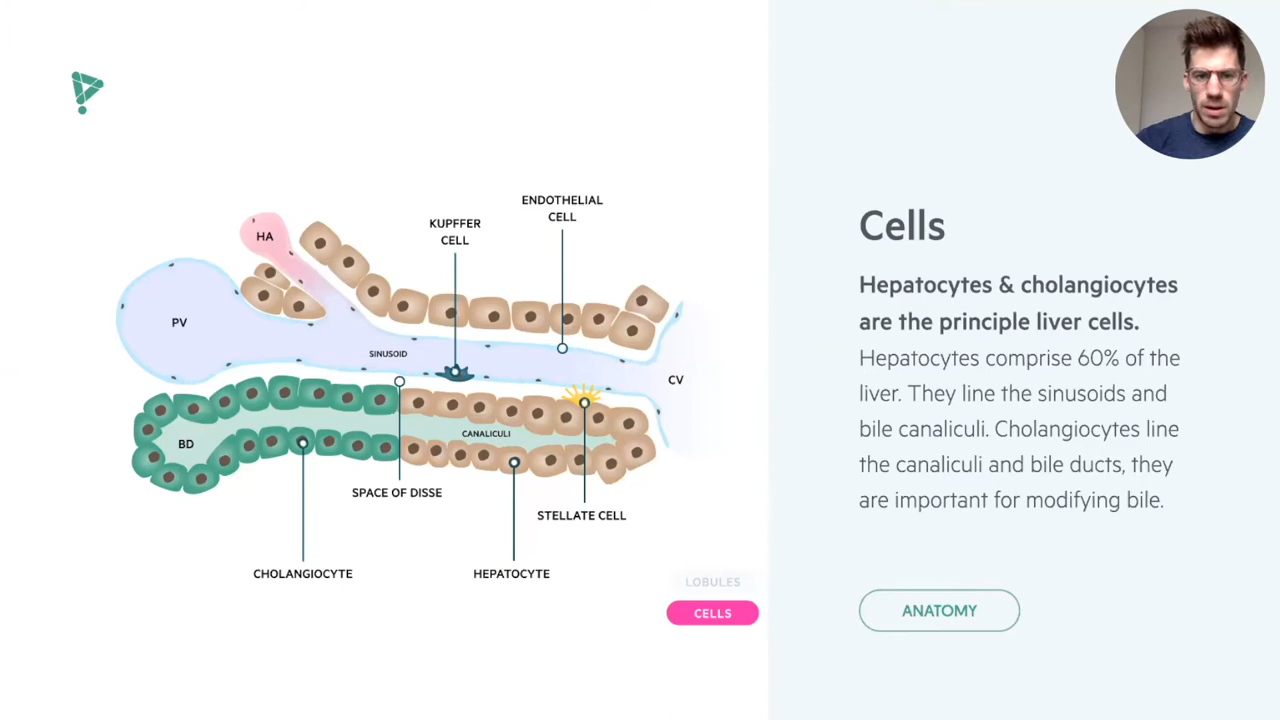 ENDOTHELIAL
CELL
KUPFFER
CELL
HA
PV
SINUSOID
CV
BD
CANALICULI
SPACE OF DISSE
STELLATE CELL
CHOLANGIOCYTE
HEPATOCYTE
LOBULES
CELLS
Cells
Hepatocytes & cholangiocytes
are the principle liver cells.
Hepatocytes comprise 60% of the
liver. They line the sinusoids and
bile canaliculi. Cholangiocytes line
the canaliculi and bile ducts, they
are important for modifying bile.
ANATOMY